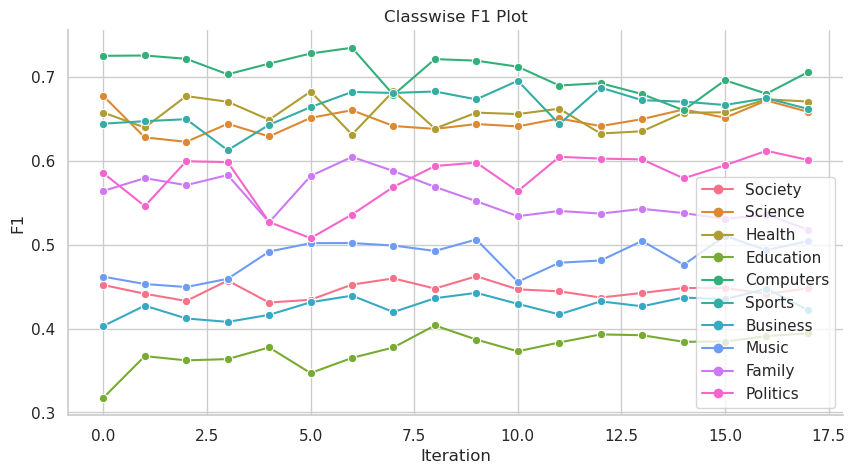 Classwise F1 Plot
F1
0.7
0.6
0.5
0.4
0.3
Society
Science
Health
Education
Computers
Sports
Business
Music
Family
Politics
0.0 2.5 5.0 7.5 10.0 12.5 15.0 17.5
Iteration